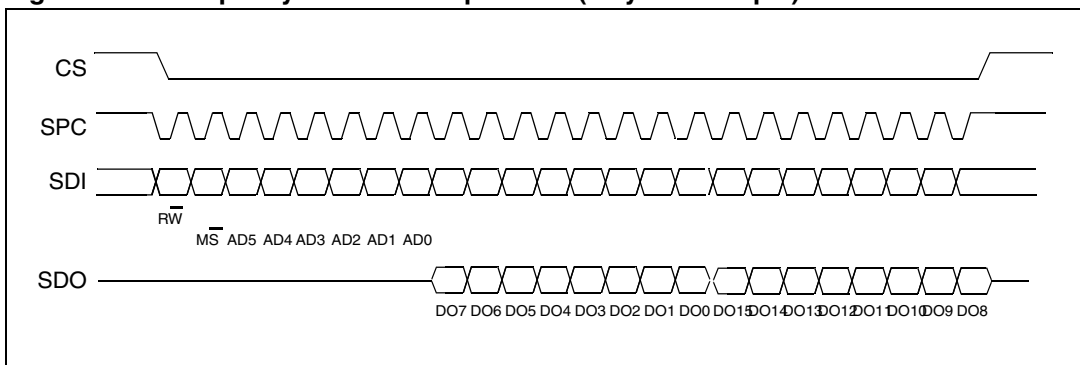 CS
SPC
SDI
RW
MS AD5 AD4 AD3 AD2 AD1 AD0
SDO
DO7 DO6 DO5 DO4 DO3 DO2 DO1 DO0 DO15 DO14 DO13 DO12 DO11 DO10 DO9 DO8